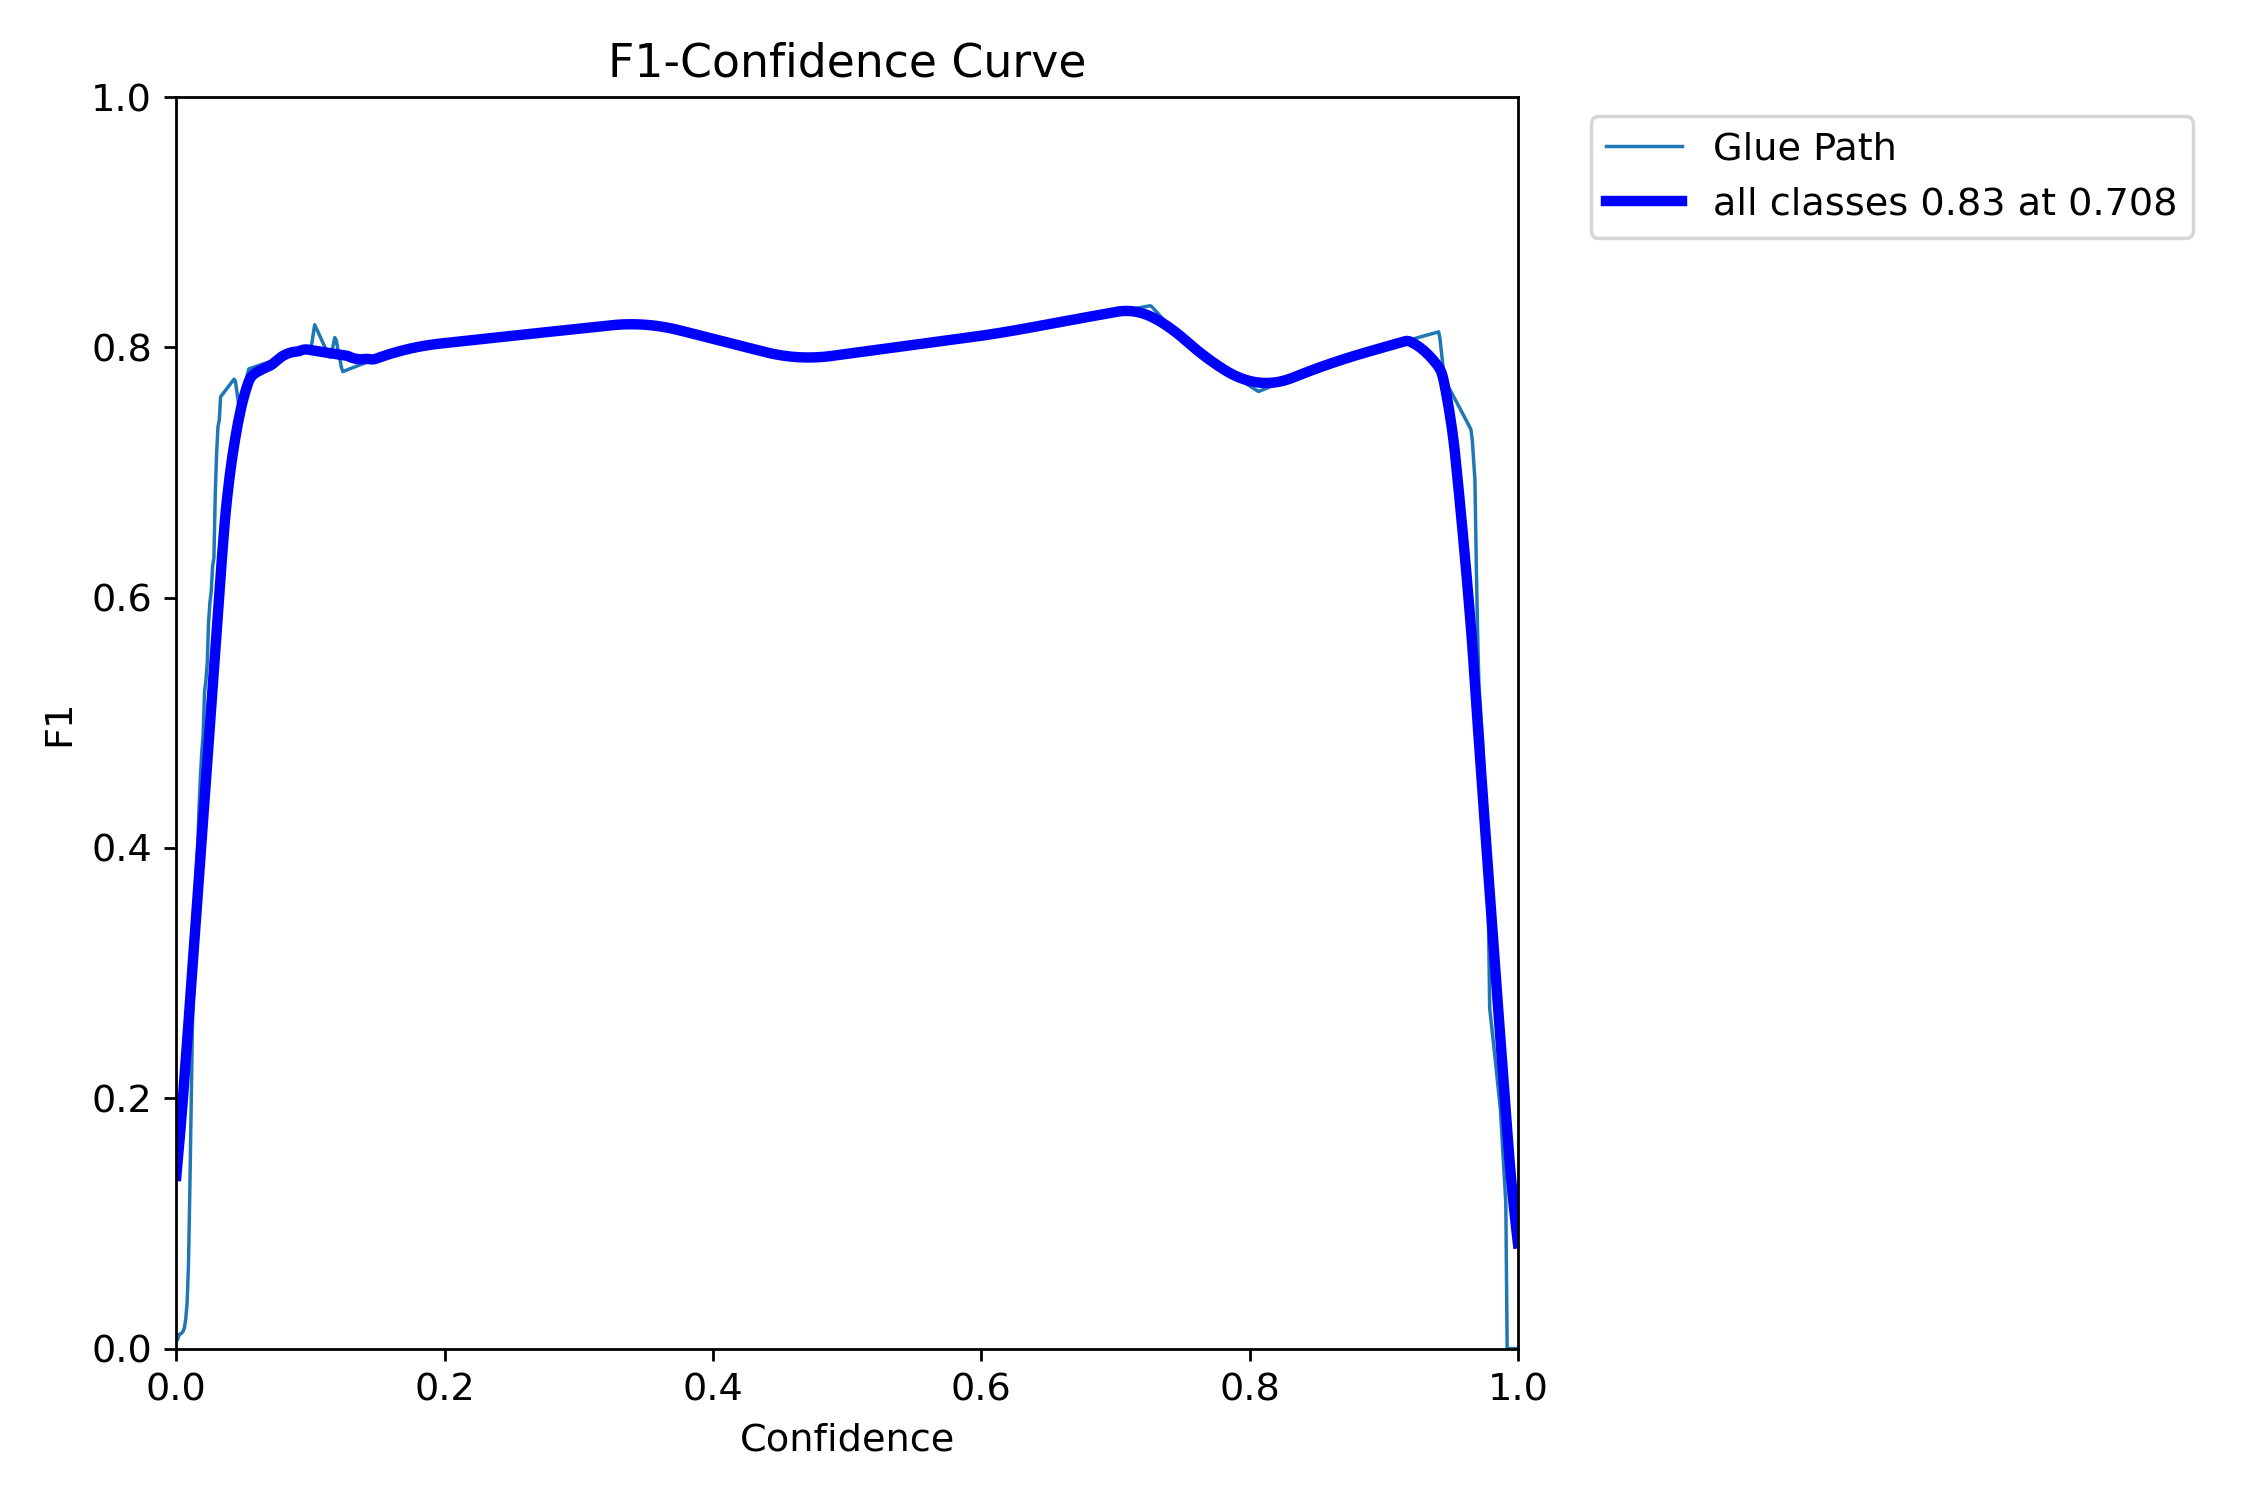 F1-Confidence Curve
1.0
0.8
0.6
0.4
0.2
0.0
F1
0.0 0.2 0.4 0.6 0.8 1.0
Confidence
Glue Path
all classes 0.83 at 0.708